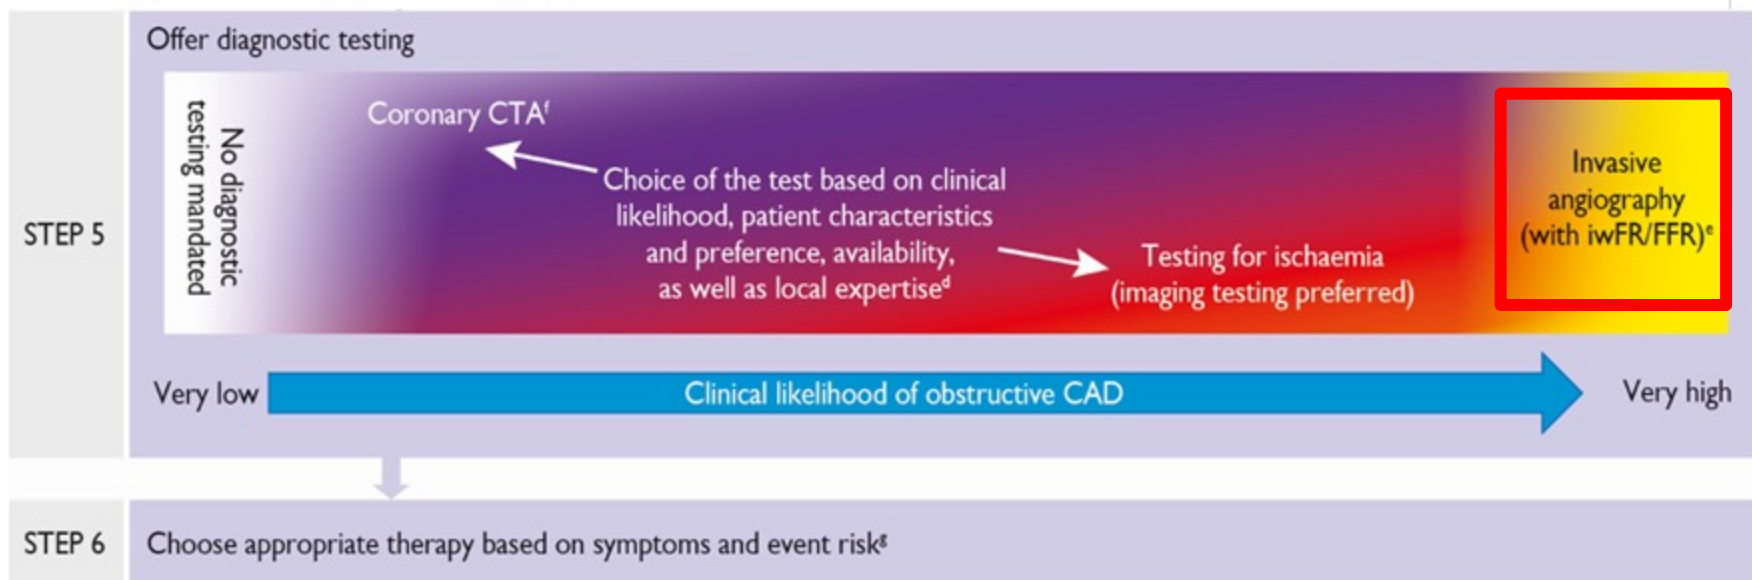 Offer diagnostic testing
STEP 5
No diagnostic
testing mandated
Coronary CTAᶠ
Choice of the test based on clinical
likelihood, patient characteristics
and preference, availability,
as well as local expertiseᵈ
Testing for ischaemia
(imaging testing preferred)
Invasive
angiography
(with iwFR/FFR)ᵉ
Very low
Clinical likelihood of obstructive CAD
Very high
STEP 6
Choose appropriate therapy based on symptoms and event riskᵍ